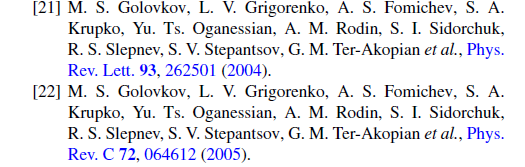 [21] M. S. Golovkov, L. V. Grigorenko, A. S. Fomichev, S. A.
Krupko, Yu. Ts. Oganessian, A. M. Rodin, S. I. Sidorchuk,
R. S. Slepnev, S. V. Stepantsov, G. M. Ter-Akopian et al., Phys.
Rev. Lett. 93, 262501 (2004).
[22] M. S. Golovkov, L. V. Grigorenko, A. S. Fomichev, S. A.
Krupko, Yu. Ts. Oganessian, A. M. Rodin, S. I. Sidorchuk,
R. S. Slepnev, S. V. Stepantsov, G. M. Ter-Akopian et al., Phys.
Rev. C 72, 064612 (2005).